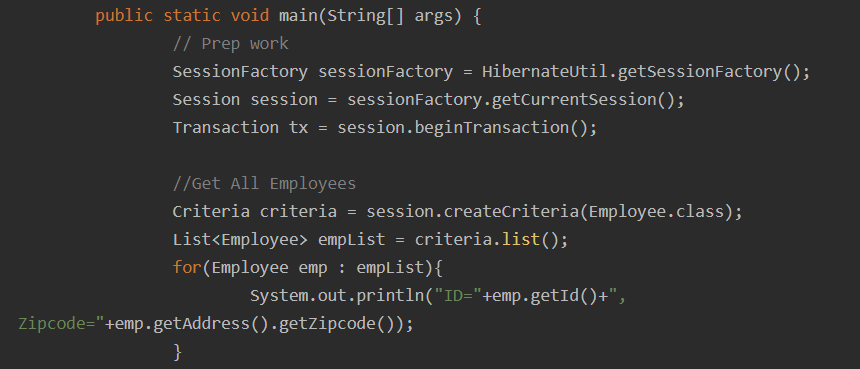 public static void main(String[] args) {
// Prep work
SessionFactory sessionFactory = HibernateUtil.getSessionFactory();
Session session = sessionFactory.getCurrentSession();
Transaction tx = session.beginTransaction();
//Get All Employees
Criteria criteria = session.createCriteria(Employee.class);
List<Employee> empList = criteria.list();
for(Employee emp : empList){
System.out.println("ID="+emp.getId()+",
Zipcode="+emp.getAddress().getZipcode());
}